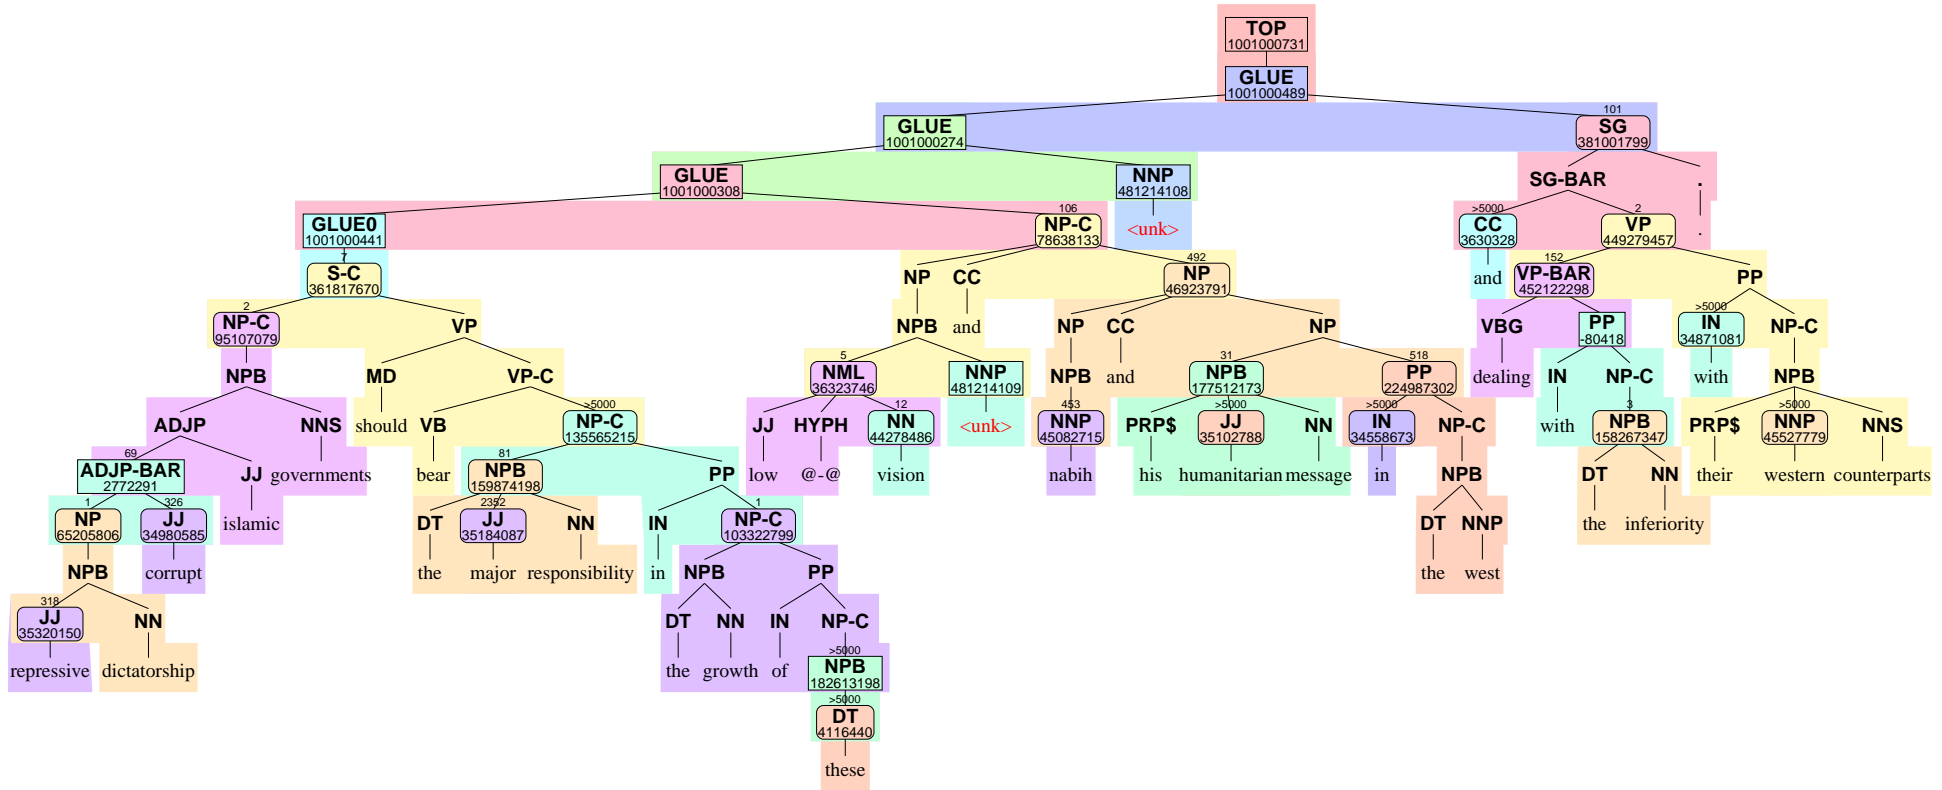 TOP
1001000731
GLUE
1001000489
101
GLUE SG
1001000274 381001799
GLUE NNP SG-BAR .
1001000308 481214108
106 >5000 2
GLUE0 NP-C <unk> CC VP .
1001000441 78638133 3630328 449279457
7 492 152
S-C NP CC NP and VP-BAR PP
361817670 46923791 452122298
2 >5000
NP-C VP NPB and NP CC NP VBG PP IN NP-C
95107079 -80418 34871081
5 31 518
NPB MD VP-C NML NNP NPB and NPB PP dealing IN NP-C with NPB
36323746 481214109 177512173 224987302
>5000 12 453 >5000 >5000 3 >5000
ADJP NNS should VB NP-C JJ HYPH NN <unk> NNP PRP$ JJ NN IN NP-C with NPB PRP$ NNP NNS
135565215 44278486 45082715 35102788 34558673 158267347 45527779
69 81
ADJP-BAR JJ governments bear NPB PP low @-@ vision nabih his humanitarian message in NPB DT NN their western counterparts
2772291 159874198
1 326 2352 1
NP JJ islamic DT JJ NN IN NP-C DT NNP the inferiority
65205806 34980585 35184087 103322799
NPB corrupt the major responsibility in NPB PP the west
318
JJ NN DT NN IN NP-C
35320150
>5000
repressive dictatorship the growth of NPB
182613198
>5000
DT
4116440
these